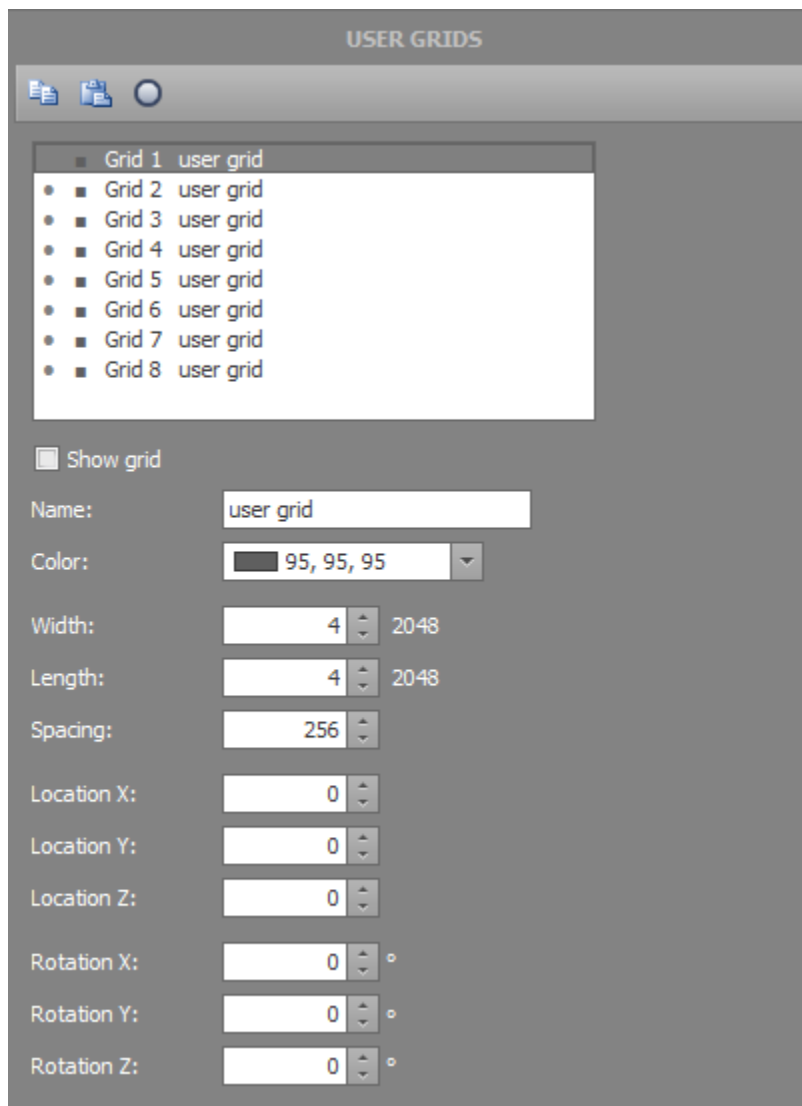 USER GRIDS
Grid 1 user grid
Grid 2 user grid
Grid 3 user grid
Grid 4 user grid
Grid 5 user grid
Grid 6 user grid
Grid 7 user grid
Grid 8 user grid
Show grid
Name: user grid
Color: 95, 95, 95
Width: 4 2048
Length: 4 2048
Spacing: 256
Location X: 0
Location Y: 0
Location Z: 0
Rotation X: 0 °
Rotation Y: 0 °
Rotation Z: 0 °